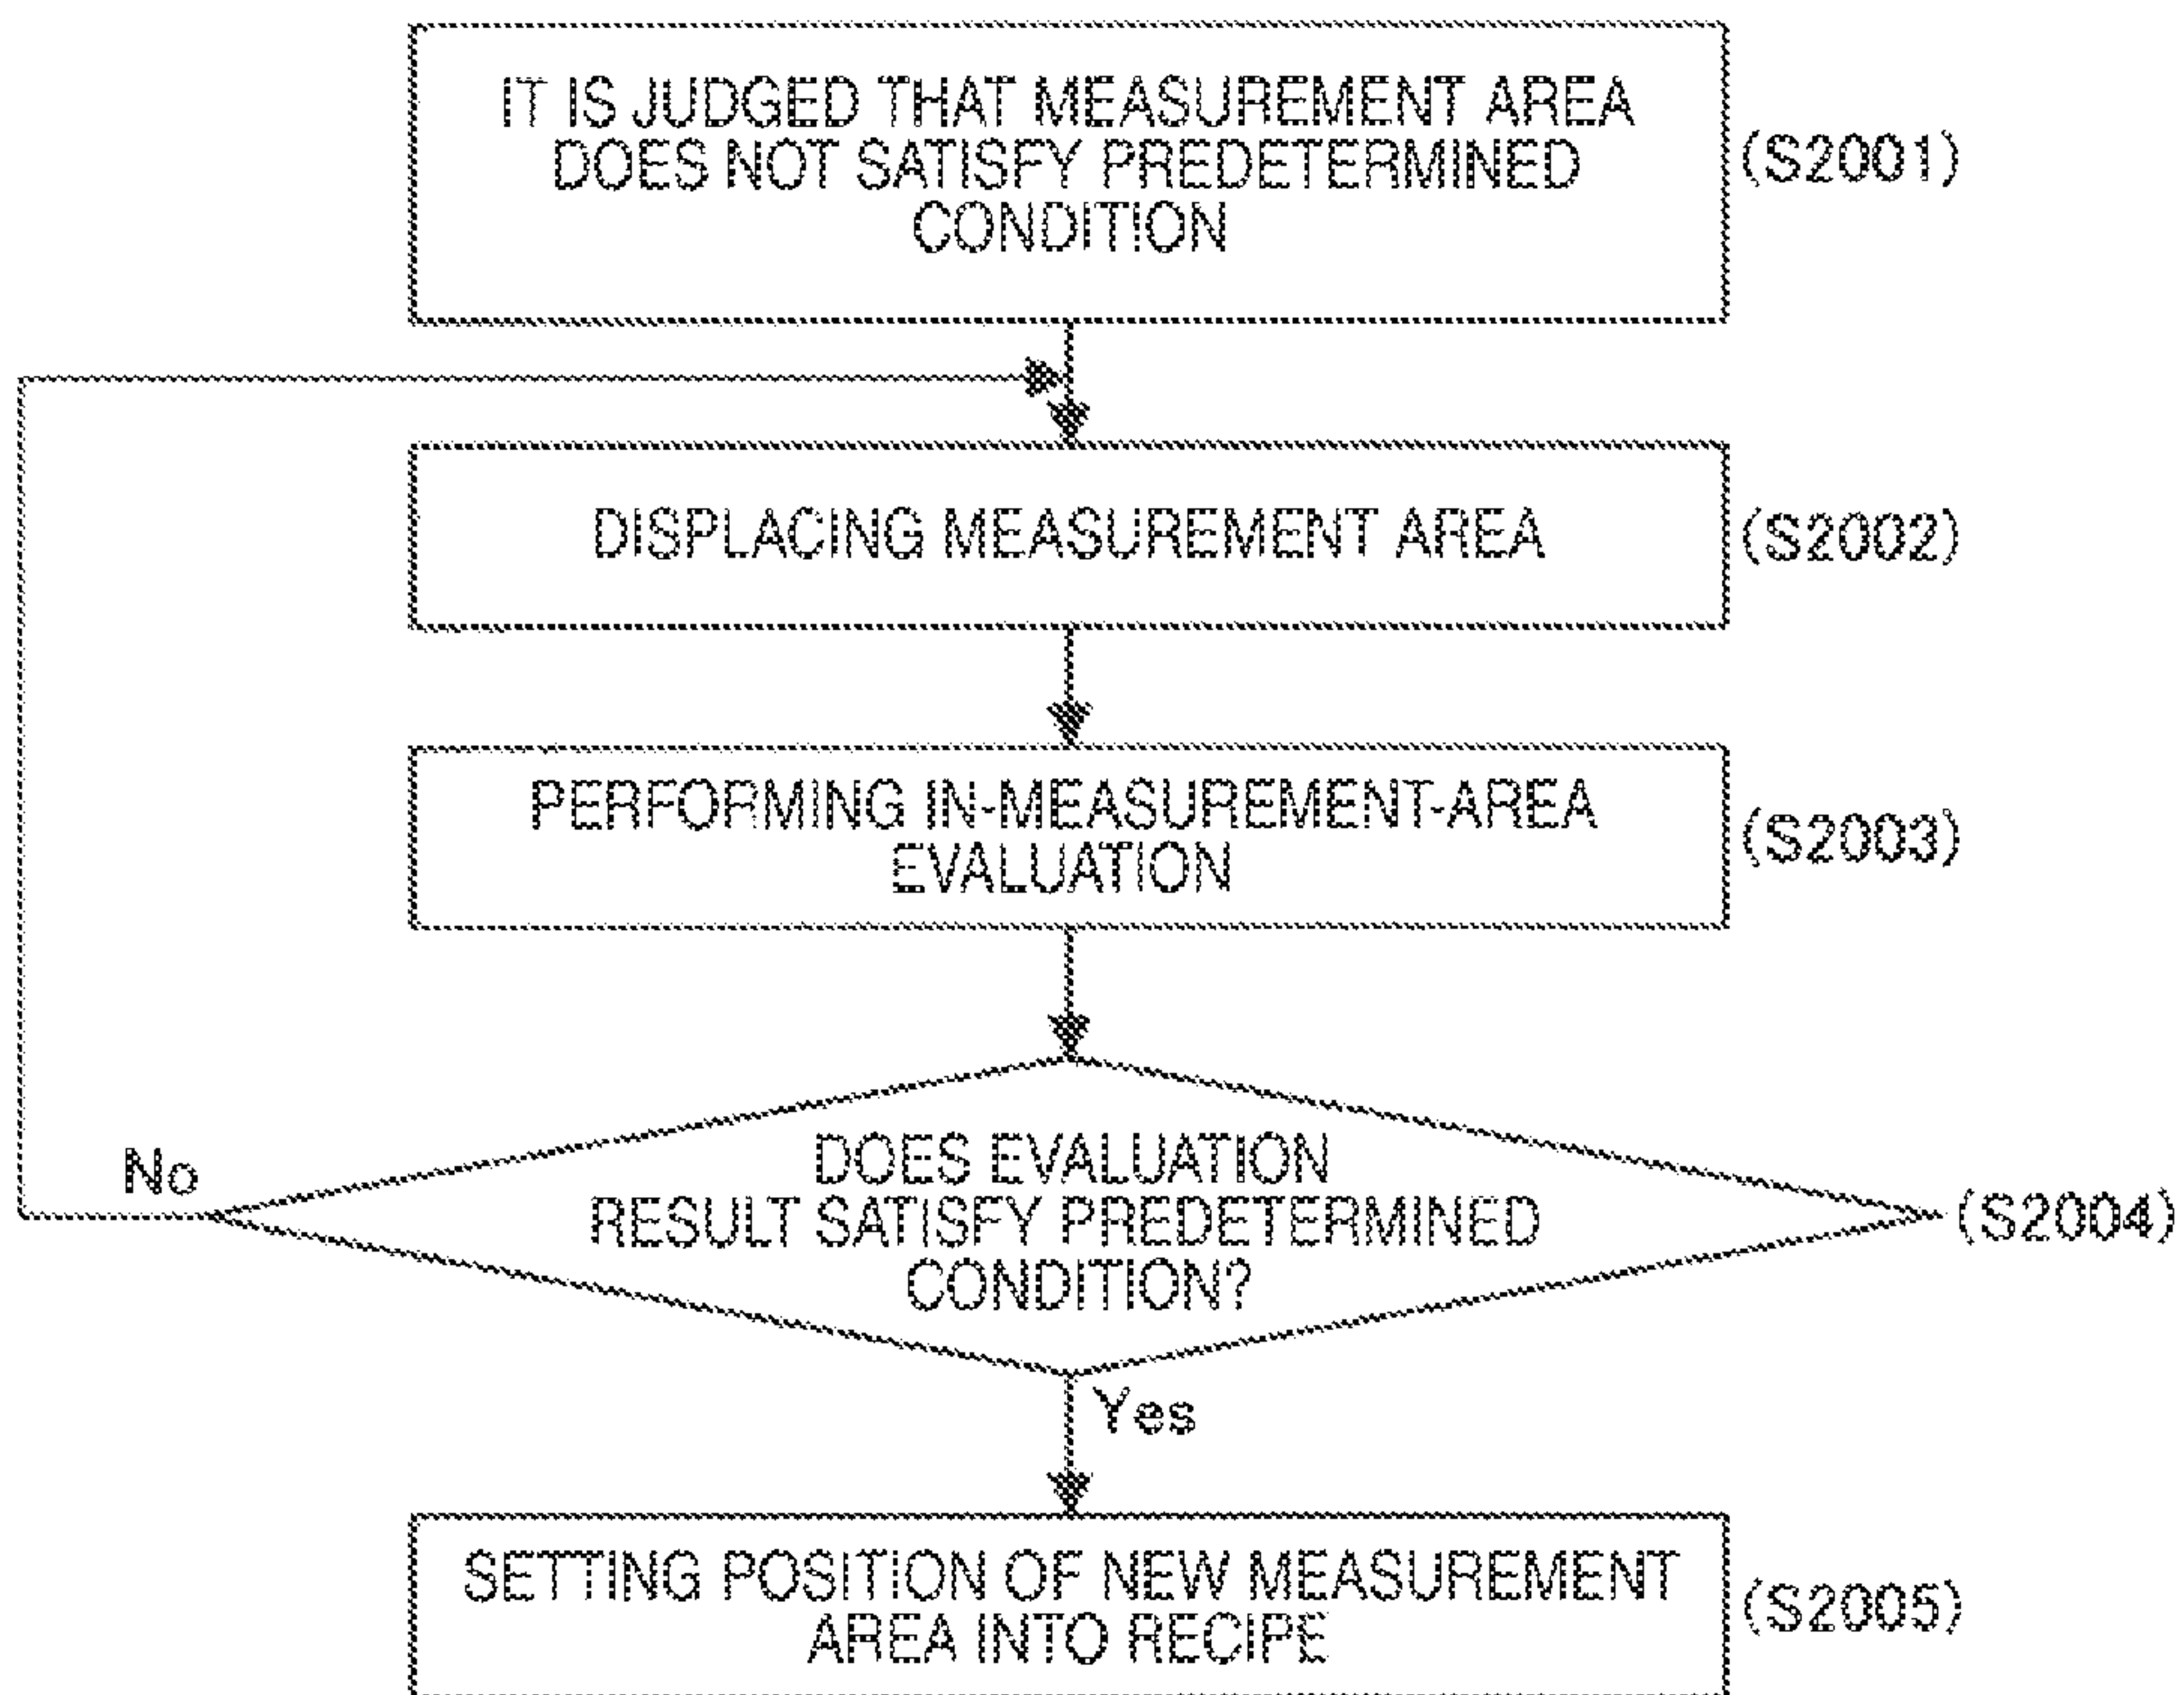 IT IS JUDGED THAT MEASUREMENT AREA
DOES NOT SATISFY PREDETERMINED
CONDITION
(S2001)
DISPLACING MEASUREMENT AREA
(S2002)
PERFORMING IN-MEASUREMENT-AREA
EVALUATION
(S2003)
DOES EVALUATION
RESULT SATISFY PREDETERMINED
CONDITION?
(S2004)
No
Yes
SETTING POSITION OF NEW MEASUREMENT
AREA INTO RECIPE
(S2005)